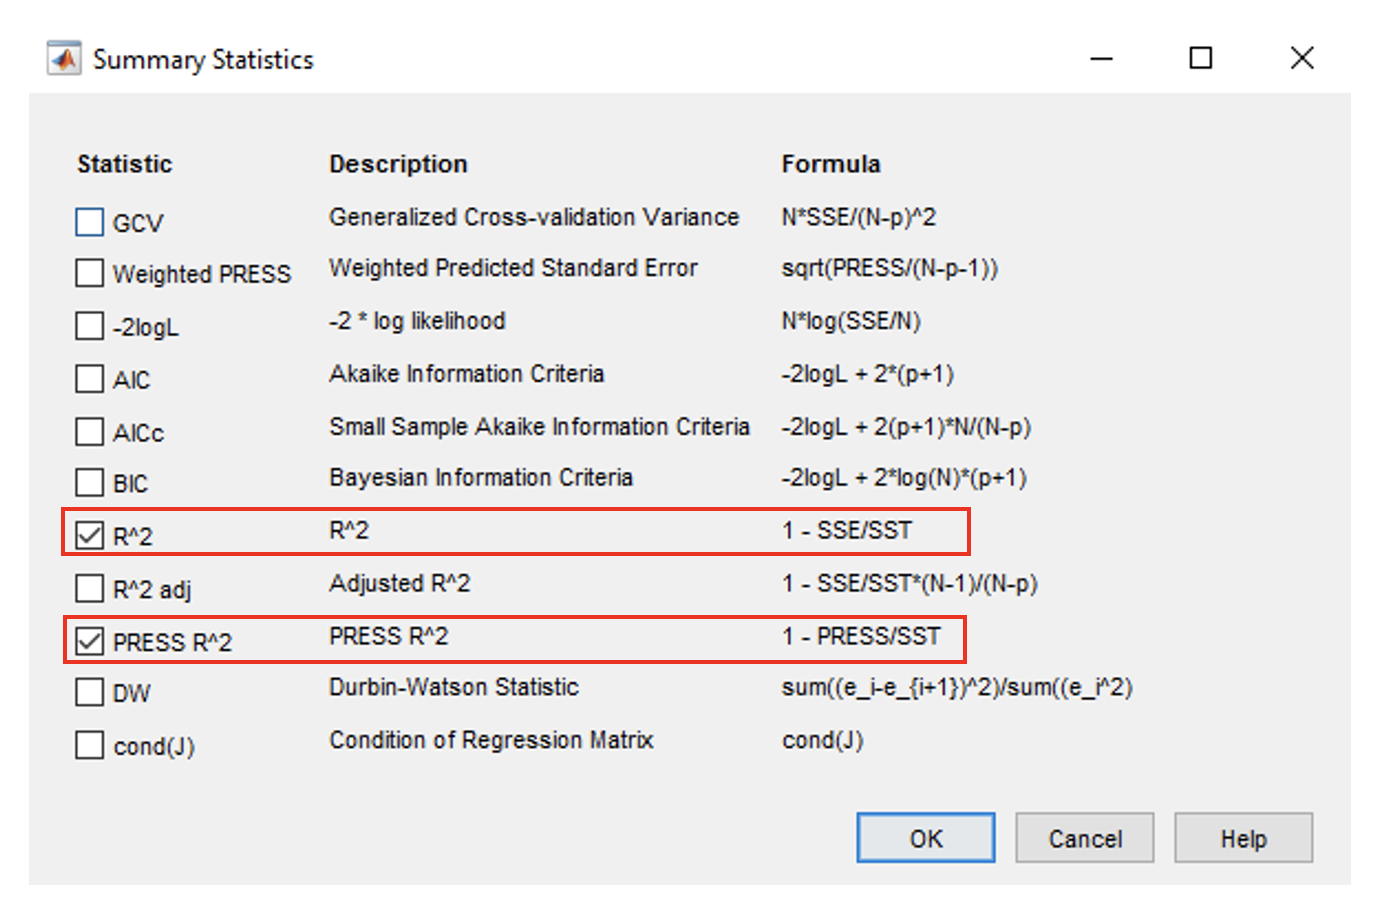 Summary Statistics
Statistic Description Formula
GCV Generalized Cross-validation Variance N*SSE/(N-p)^2
Weighted PRESS Weighted Predicted Standard Error sqrt(PRESS/(N-p-1))
-2logL -2 * log likelihood N*log(SSE/N)
AIC Akaike Information Criteria -2logL + 2*(p+1)
AICc Small Sample Akaike Information Criteria -2logL + 2(p+1)*N/(N-p)
BIC Bayesian Information Criteria -2logL + 2*log(N)*(p+1)
R^2 R^2 1 - SSE/SST
R^2 adj Adjusted R^2 1 - SSE/SST*(N-1)/(N-p)
PRESS R^2 PRESS R^2 1 - PRESS/SST
DW Durbin-Watson Statistic sum((e_i-e_{i+1})^2)/sum((e_i^2)
cond(J) Condition of Regression Matrix cond(J)
OK Cancel Help